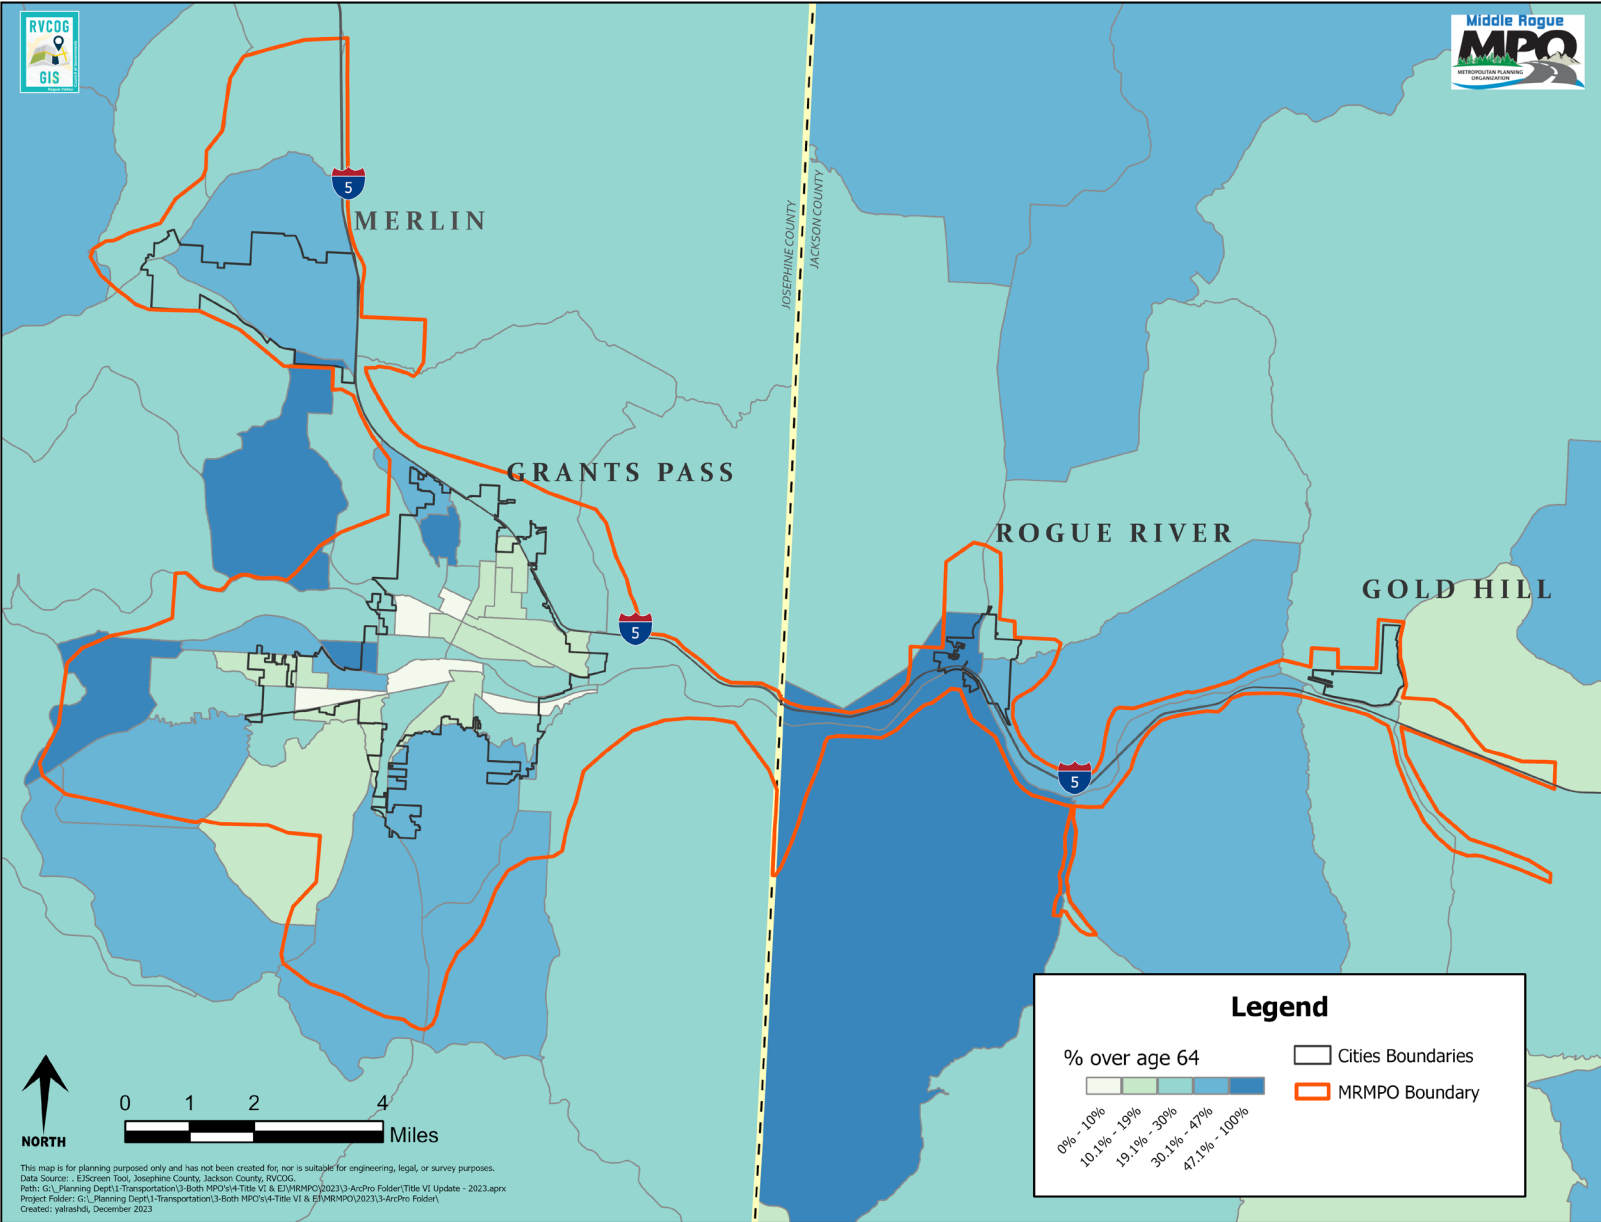 RVCOG
GIS
Middle Rogue
MPO
METROPOLITAN PLANNING
ORGANIZATION
5
MERLIN
JOSEPHINE COUNTY
JACKSON COUNTY
GRANTS PASS
ROGUE RIVER
GOLD HILL
5
5
Legend
% over age 64
0% - 10%
10.1% - 19%
19.1% - 30%
30.1% - 47%
47.1% - 100%
Cities Boundaries
MRMPO Boundary
NORTH
0 1 2 4
Miles
This map is for planning purposed only and has not been created for, nor is suitable for engineering, legal, or survey purposes.
Data Source: . EJScreen Tool, Josephine County, Jackson County, RVCOG.
Path: G:\_Planning Dept\1-Transportation\3-Both MPO's\4-Title VI & EJ\MRMPO\2023\3-ArcPro Folder\Title VI Update - 2023.aprx
Project Folder: G:\_Planning Dept\1-Transportation\3-Both MPO's\4-Title VI & EJ\MRMPO\2023\3-ArcPro Folder\
Created: yalrashdi, December 2023